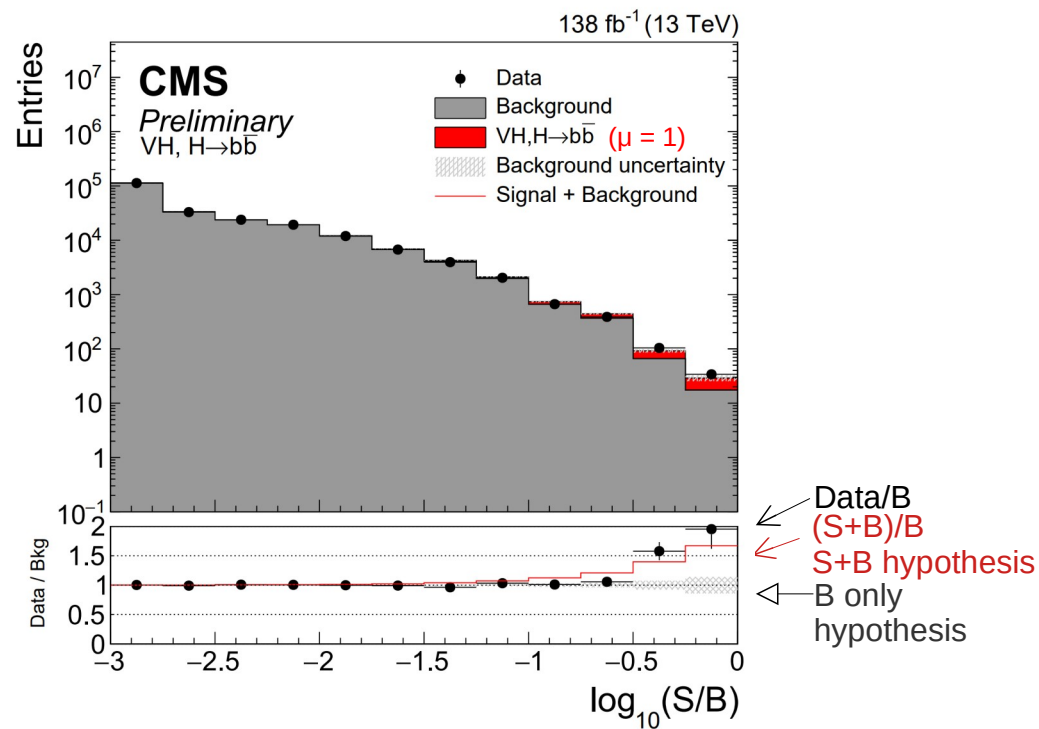 138 fb⁻¹ (13 TeV)
Entries
10⁷
10⁶
10⁵
10⁴
10³
10²
10
1
10⁻¹
CMS
Preliminary
VH, H→bb̅
Data
Background
VH,H→bb̅ (μ = 1)
Background uncertainty
Signal + Background
Data / Bkg
2
1.5
1
0.5
0
−3 −2.5 −2 −1.5 −1 −0.5 0
log₁₀(S/B)
Data/B
(S+B)/B
S+B hypothesis
B only
hypothesis